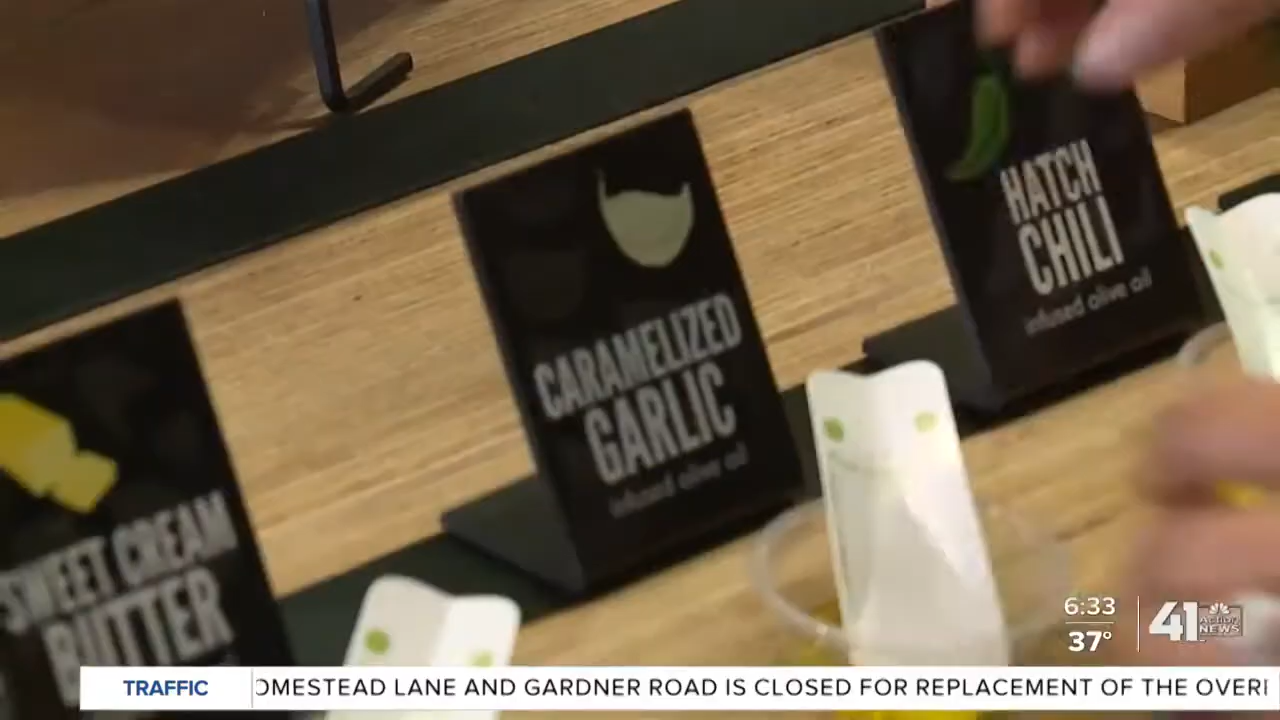 HATCH
CHILI
infused olive oil
CARAMELIZED
GARLIC
infused olive oil
SWEET CREAM
BUTTER
6:33
37°
41 Action
NEWS
TRAFFIC
OMESTEAD LANE AND GARDNER ROAD IS CLOSED FOR REPLACEMENT OF THE OVER